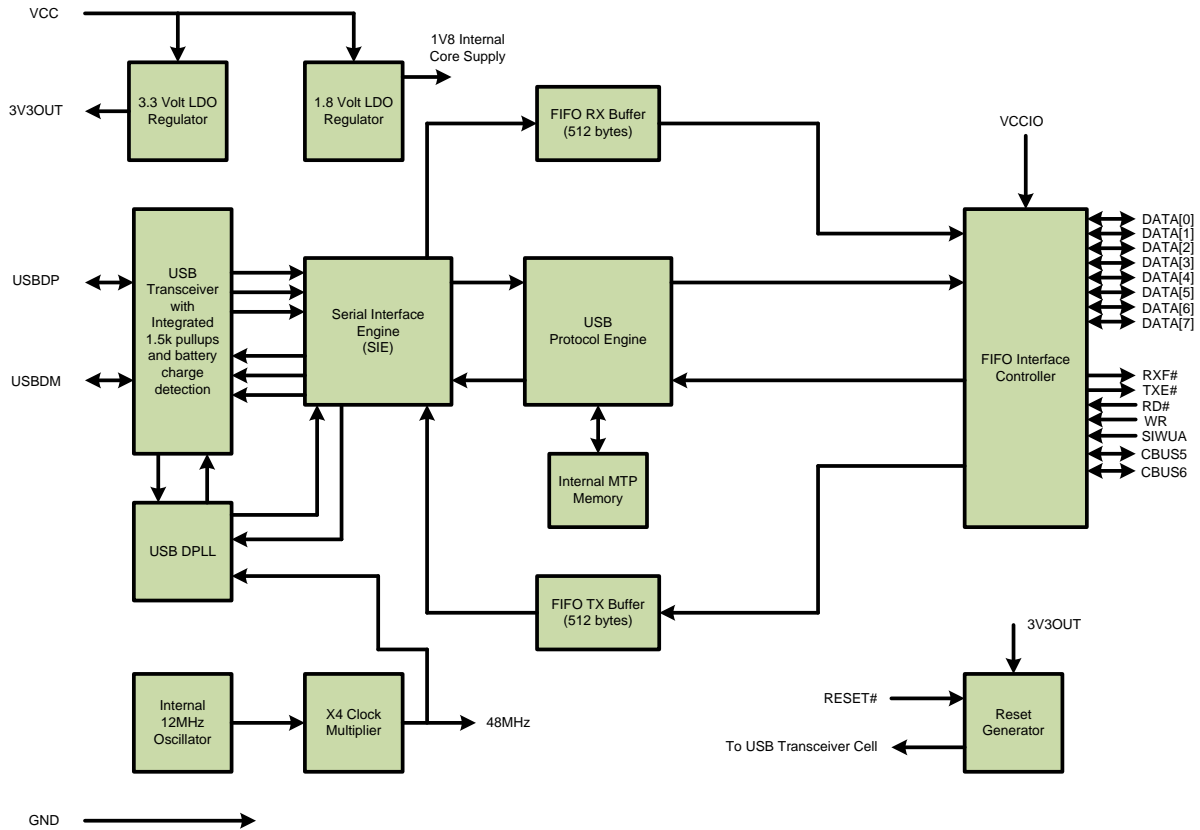 VCC
1V8 Internal
Core Supply
3.3 Volt LDO
Regulator
1.8 Volt LDO
Regulator
3V3OUT
FIFO RX Buffer
(512 bytes)
VCCIO
USBDP
USBDM
USB
Transceiver
with
Integrated
1.5k pullups
and battery
charge
detection
Serial Interface
Engine
(SIE)
USB
Protocol Engine
FIFO Interface
Controller
DATA[0]
DATA[1]
DATA[2]
DATA[3]
DATA[4]
DATA[5]
DATA[6]
DATA[7]
RXF#
TXE#
RD#
WR
SIWUA
CBUS5
CBUS6
Internal MTP
Memory
USB DPLL
FIFO TX Buffer
(512 bytes)
3V3OUT
Internal
12MHz
Oscillator
X4 Clock
Multiplier
48MHz
RESET#
Reset
Generator
To USB Transceiver Cell
GND